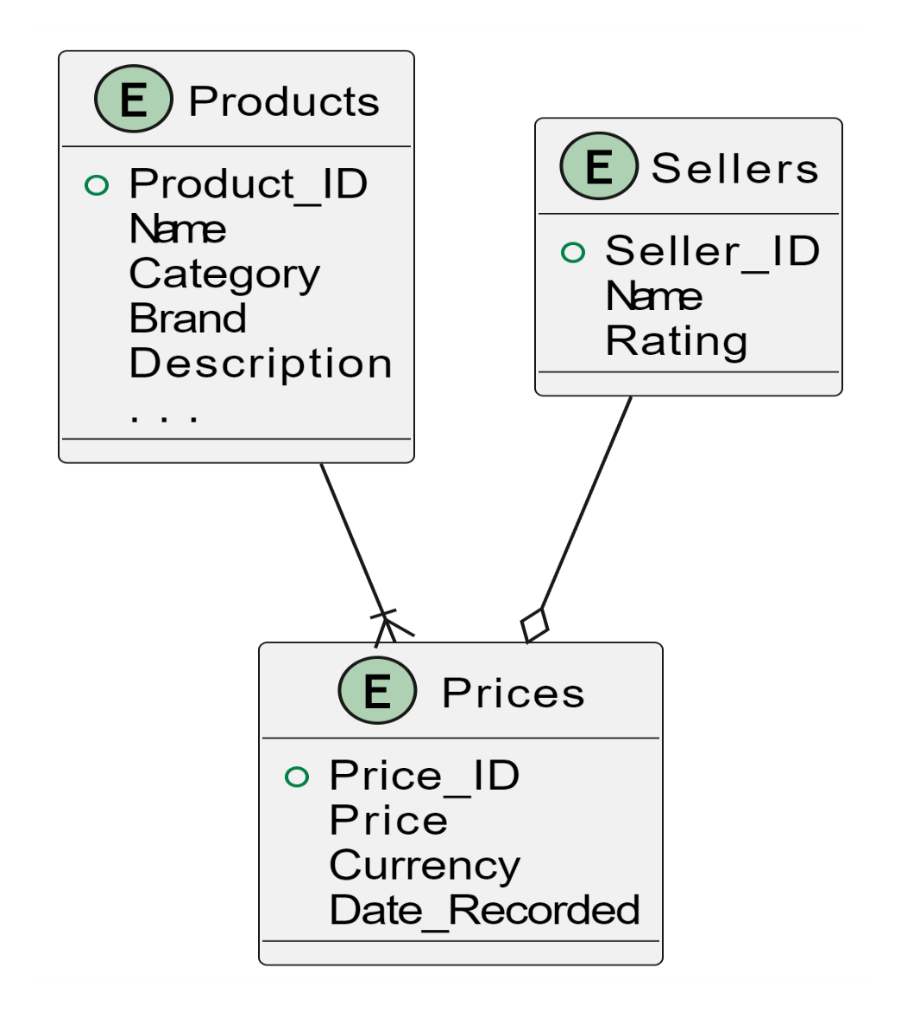 E Products
Product_ID
Name
Category
Brand
Description
. . .
E Sellers
Seller_ID
Name
Rating
E Prices
Price_ID
Price
Currency
Date_Recorded